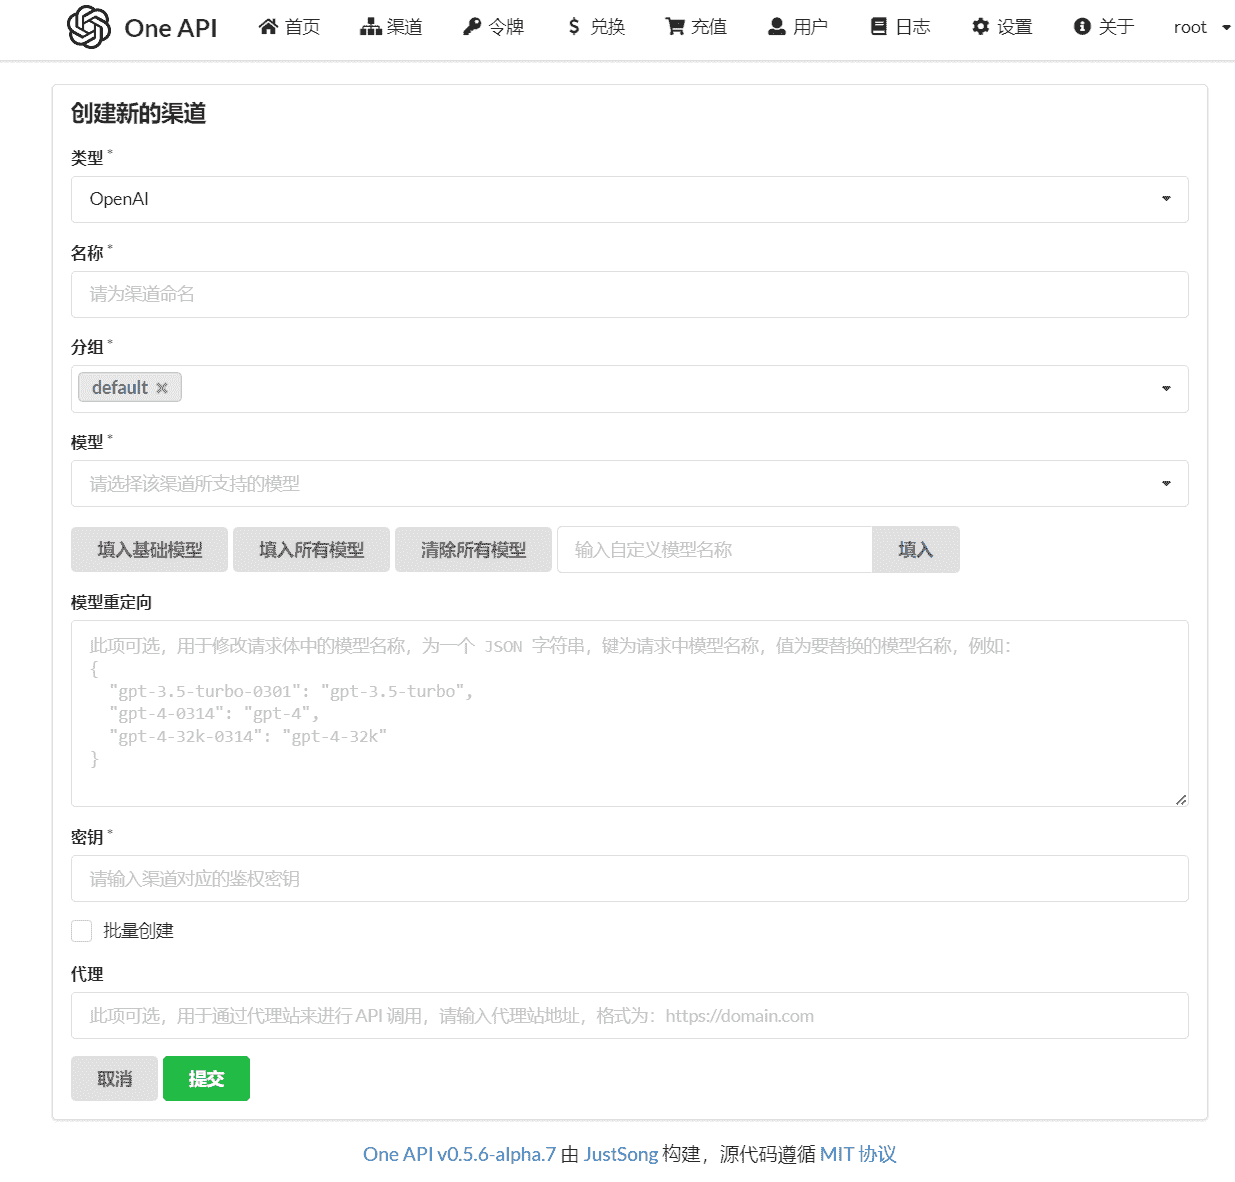 One API 首页 渠道 令牌 兑换 充值 用户 日志 设置 关于 root
创建新的渠道
类型 *
OpenAI
名称 *
请为渠道命名
分组 *
default
模型 *
请选择该渠道所支持的模型
填入基础模型 填入所有模型 清除所有模型 输入自定义模型名称 填入
模型重定向
此项可选，用于修改请求体中的模型名称，为一个 JSON 字符串，键为请求中模型名称，值为要替换的模型名称，例如：
{
"gpt-3.5-turbo-0301": "gpt-3.5-turbo",
"gpt-4-0314": "gpt-4",
"gpt-4-32k-0314": "gpt-4-32k"
}
密钥 *
请输入渠道对应的鉴权密钥
批量创建
代理
此项可选，用于通过代理站来进行 API 调用，请输入代理站地址，格式为：https://domain.com
取消 提交
One API v0.5.6-alpha.7 由 JustSong 构建，源代码遵循 MIT 协议